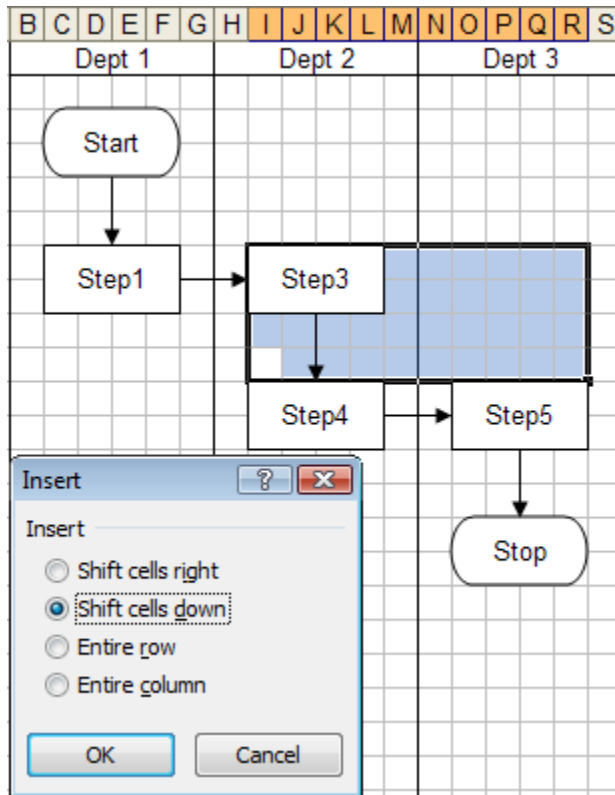 B C D E F G H I J K L M N O P Q R S
Dept 1 Dept 2 Dept 3
Start
Step1 Step3
Step4 Step5
Stop
Insert ?
Insert
Shift cells right
Shift cells down
Entire row
Entire column
OK Cancel